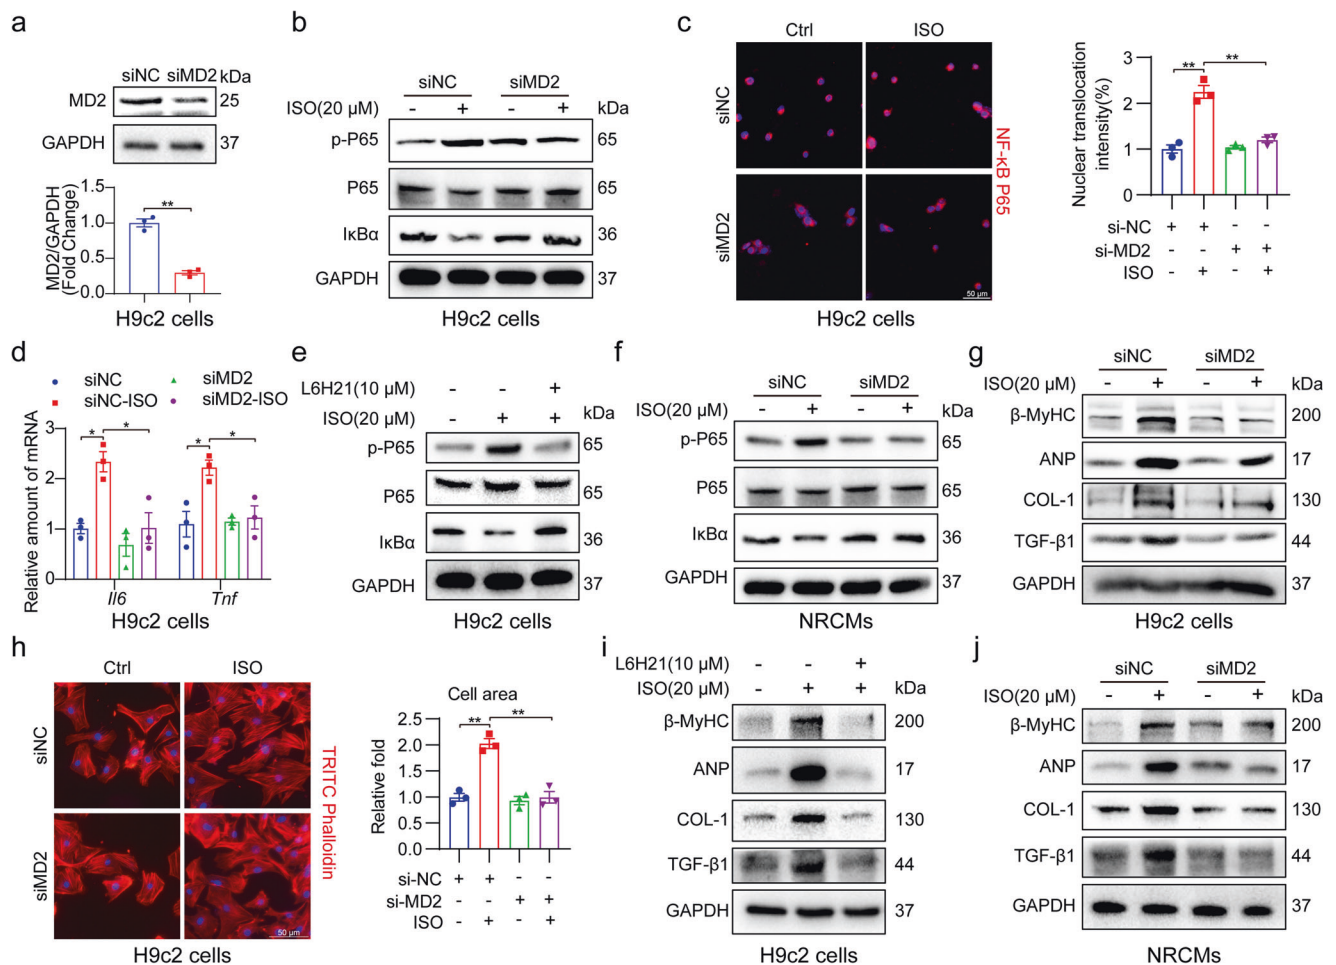 a
siNC siMD2 kDa
MD2 25
GAPDH 37
MD2/GAPDH
(Fold Change)
1.5
1.0
0.5
0.0
**
H9c2 cells
b
siNC siMD2
ISO(20 μM) - + - + kDa
p-P65 65
P65 65
IκBα 36
GAPDH 37
H9c2 cells
c
Ctrl ISO
siNC
siMD2
NF-κB P65
50 μm
H9c2 cells
Nuclear translocation
intensity(%)
3
2
1
0
** **
si-NC + + - -
si-MD2 - - + +
ISO - + - +
d
siNC siMD2
siNC-ISO siMD2-ISO
Relative amount of mRNA
3
2
1
0
* * * *
Il6 Tnf
H9c2 cells
e
L6H21(10 μM) - - +
ISO(20 μM) - + + kDa
p-P65 65
P65 65
IκBα 36
GAPDH 37
H9c2 cells
f
siNC siMD2
ISO(20 μM) - + - + kDa
p-P65 65
P65 65
IκBα 36
GAPDH 37
NRCMs
g
siNC siMD2
ISO(20 μM) - + - + kDa
β-MyHC 200
ANP 17
COL-1 130
TGF-β1 44
GAPDH 37
H9c2 cells
h
Ctrl ISO
siNC
siMD2
TRITC Phalloidin
50 μm
H9c2 cells
Cell area
Relative fold
2.5
2.0
1.5
1.0
0.5
0.0
** **
si-NC + + - -
si-MD2 - - + +
ISO - + - +
i
L6H21(10 μM) - - +
ISO(20 μM) - + + kDa
β-MyHC 200
ANP 17
COL-1 130
TGF-β1 44
GAPDH 37
H9c2 cells
j
siNC siMD2
ISO(20 μM) - + - + kDa
β-MyHC 200
ANP 17
COL-1 130
TGF-β1 44
GAPDH 37
NRCMs